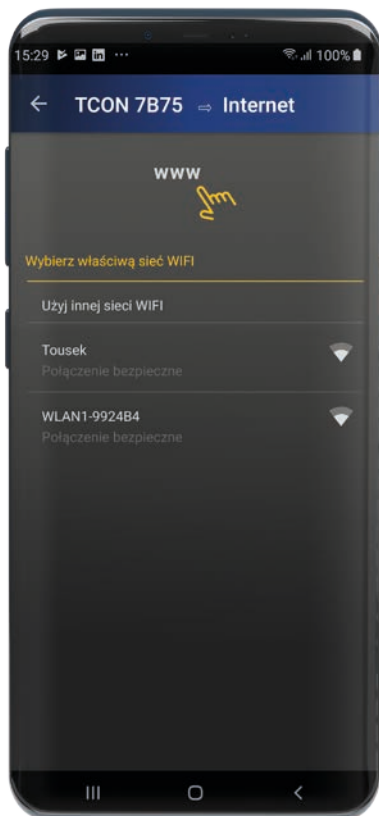 15:29 in ... 100%
TCON 7B75 ⇨ Internet
www
Wybierz właściwą sieć WIFI
Użyj innej sieci WIFI
Tousek
Połączenie bezpieczne
WLAN1-9924B4
Połączenie bezpieczne